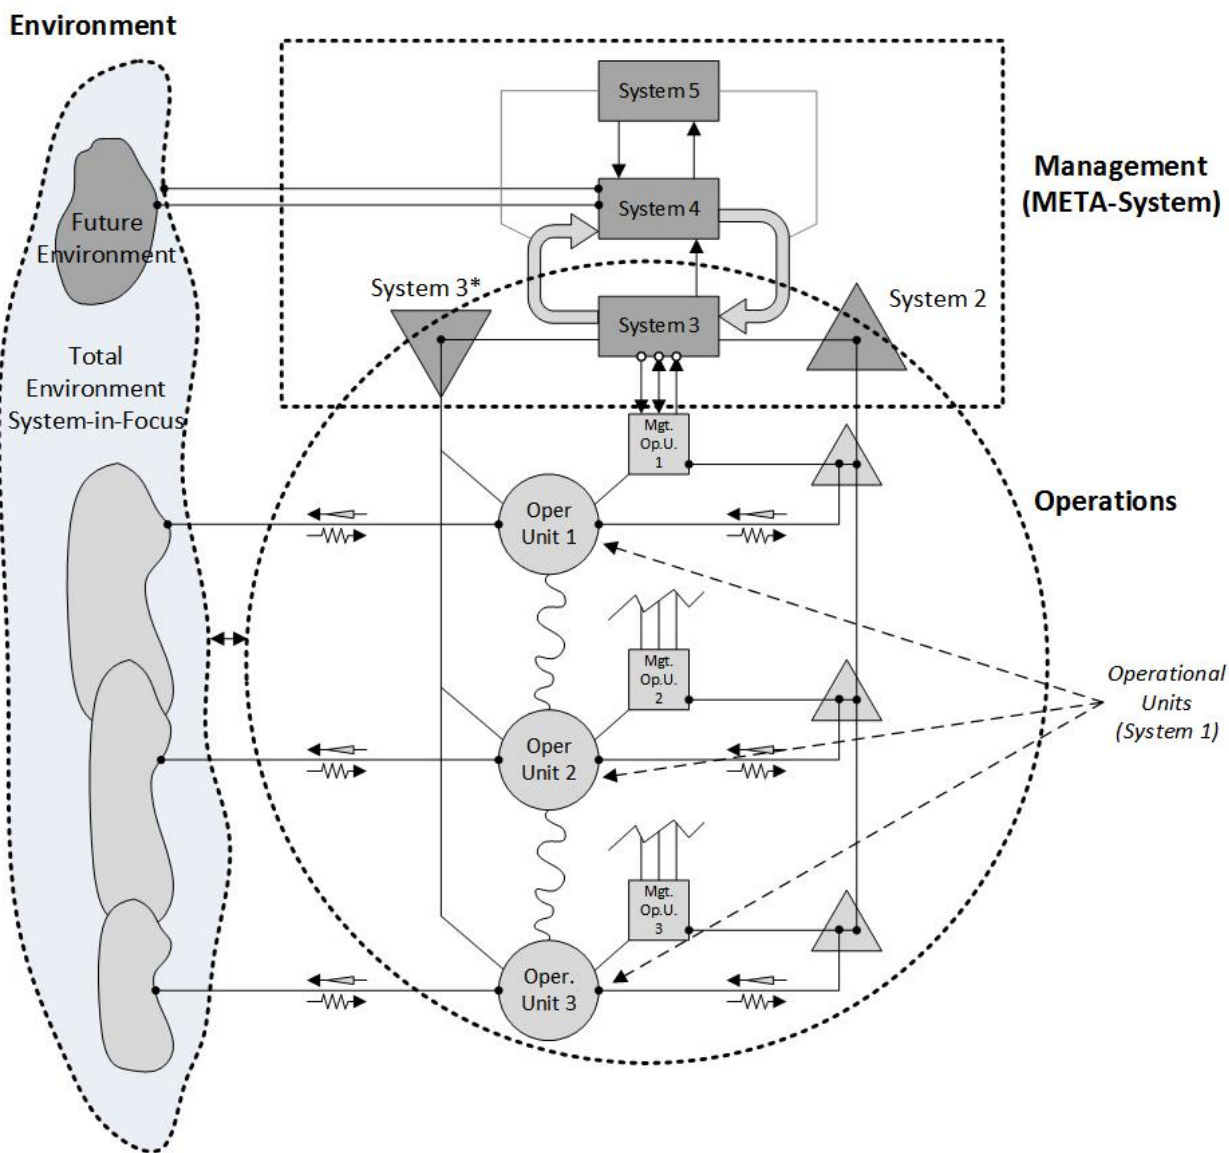 Environment
System 5
Management
(META-System)
System 4
Future
Environment
System 3*
System 2
System 3
Total
Environment
System-in-Focus
Mgt.
Op.U.
1
Operations
Oper
Unit 1
Mgt.
Op.U.
2
Operational
Units
(System 1)
Oper
Unit 2
Mgt.
Op.U.
3
Oper.
Unit 3